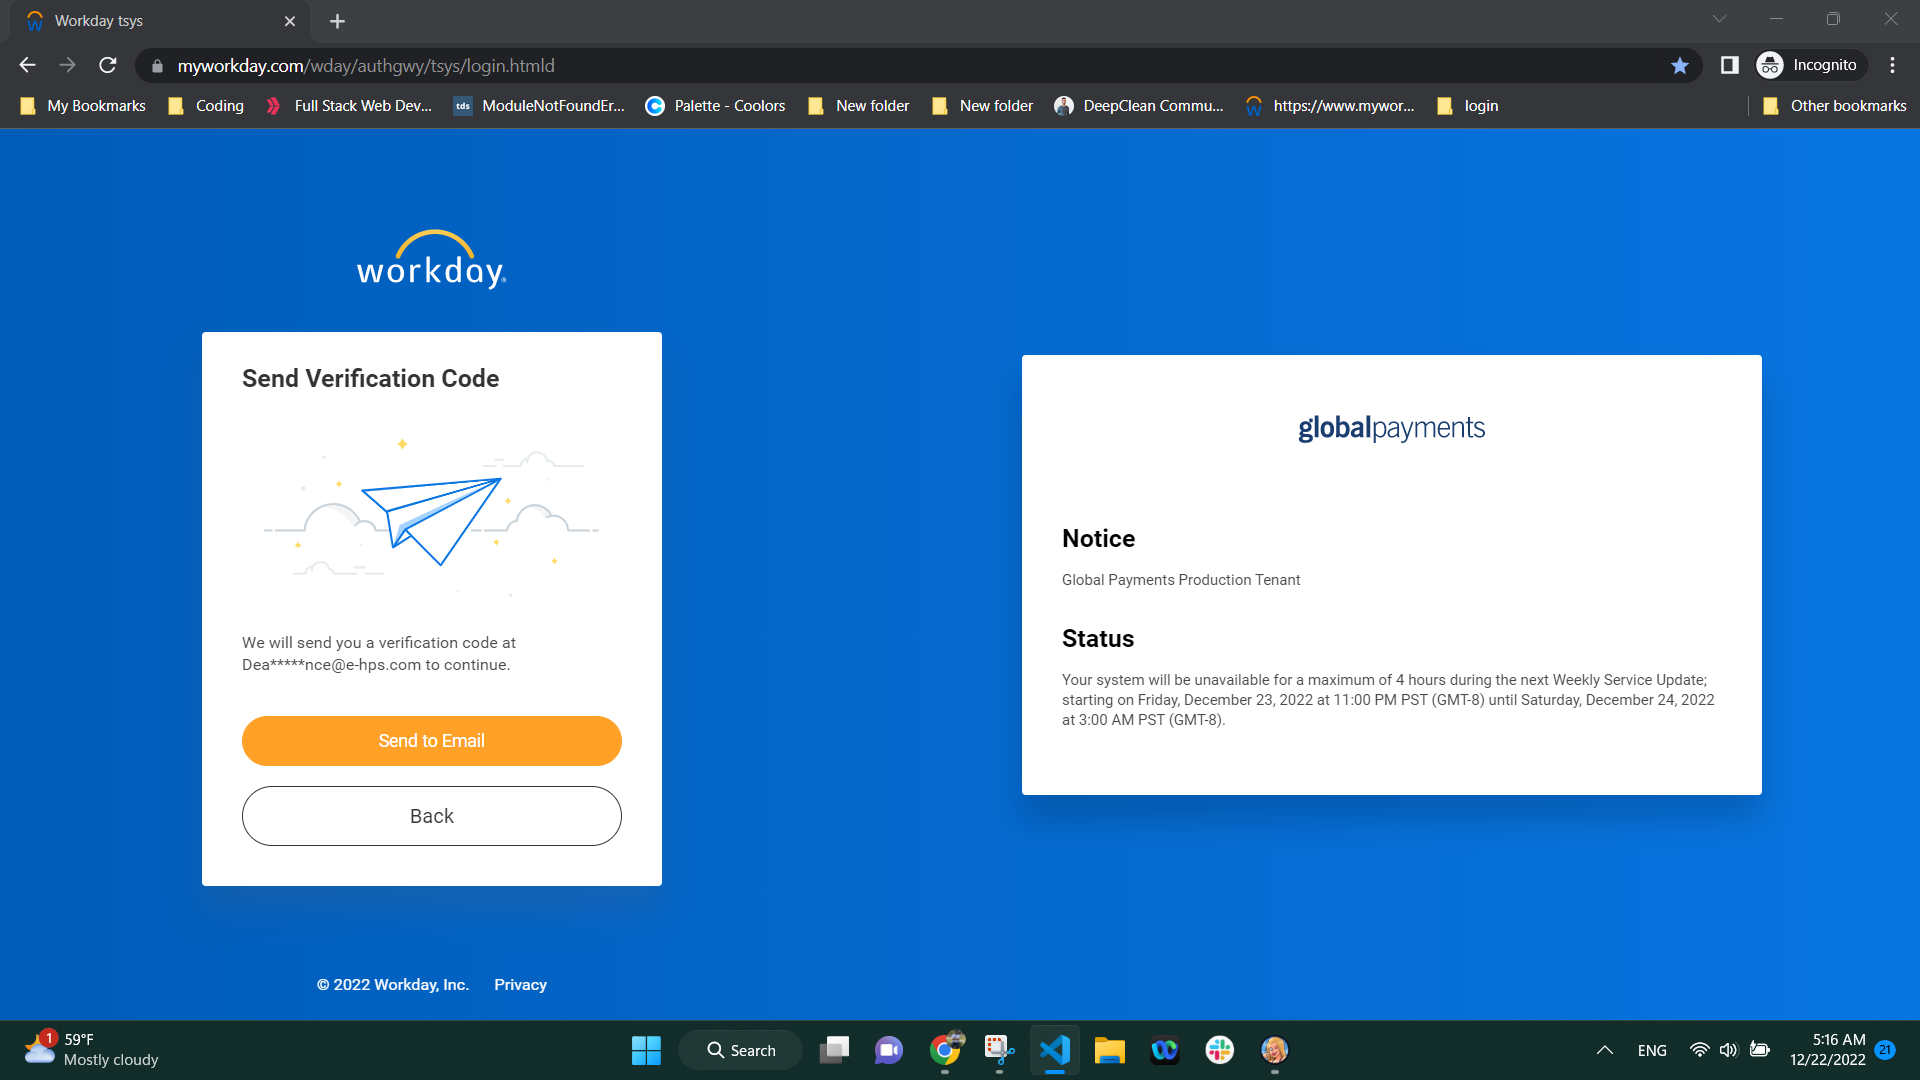 Workday tsys
myworkday.com/wday/authgwy/tsys/login.htmld
Incognito
My Bookmarks
Coding
Full Stack Web Dev...
tds
ModuleNotFoundEr...
Palette - Coolors
New folder
New folder
DeepClean Commu...
https://www.mywor...
login
Other bookmarks
workday.
Send Verification Code
We will send you a verification code at
Dea*****nce@e-hps.com to continue.
Send to Email
Back
© 2022 Workday, Inc.
Privacy
globalpayments
Notice
Global Payments Production Tenant
Status
Your system will be unavailable for a maximum of 4 hours during the next Weekly Service Update;
starting on Friday, December 23, 2022 at 11:00 PM PST (GMT-8) until Saturday, December 24, 2022
at 3:00 AM PST (GMT-8).
1
59°F
Mostly cloudy
Search
ENG
5:16 AM
12/22/2022
21